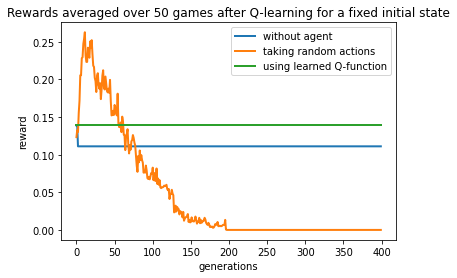 Rewards averaged over 50 games after Q-learning for a fixed initial state
without agent
taking random actions
using learned Q-function
reward
0.25
0.20
0.15
0.10
0.05
0.00
0 50 100 150 200 250 300 350 400
generations